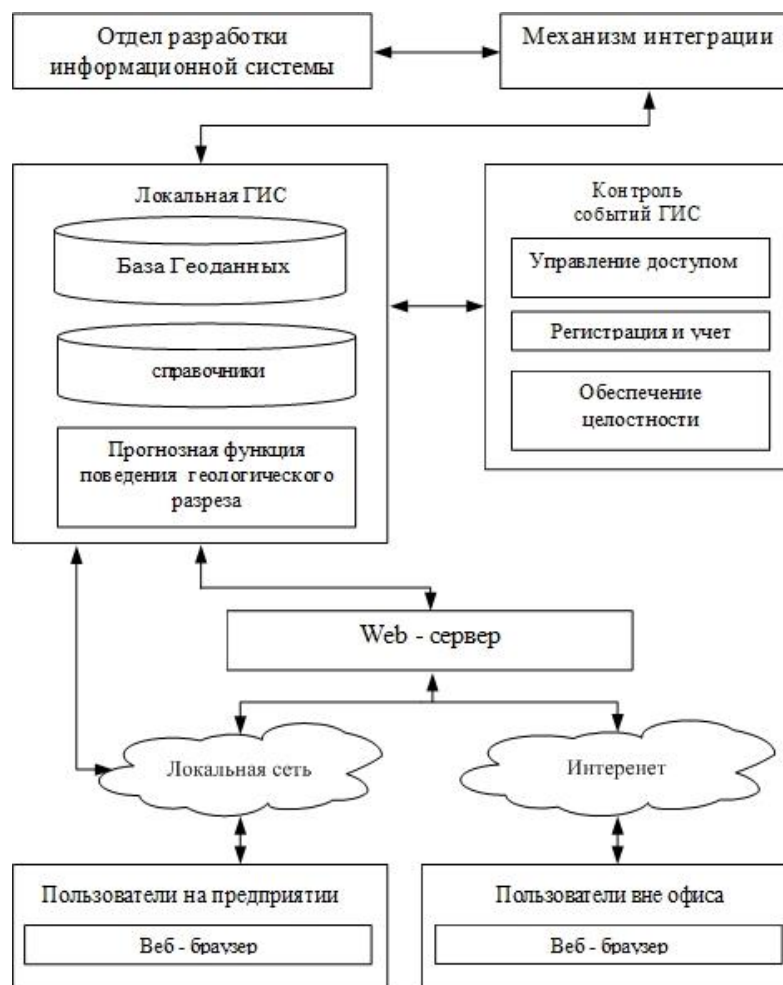 Отдел разработки
информационной системы
Механизм интеграции
Локальная ГИС
База Геоданных
справочники
Прогнозная функция
поведения геологического
разреза
Контроль
событий ГИС
Управление доступом
Регистрация и учет
Обеспечение
целостности
Web - сервер
Локальная сеть
Интеренет
Пользователи на предприятии
Веб - браузер
Пользователи вне офиса
Веб - браузер